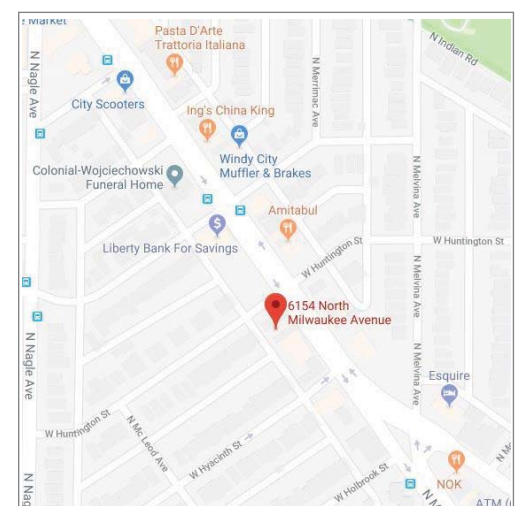 Market
Pasta D'Arte
Trattoria Italiana
N Indian Rd
N Nagle Ave
N Merrimac Ave
City Scooters
Ing's China King
Windy City
Muffler & Brakes
Colonial-Wojciechowski
Funeral Home
N Melvina Ave
Amitabul
Liberty Bank For Savings
W Huntington St
W Huntington St
6154 North
Milwaukee Avenue
N Nagle Ave
N Melvina Ave
Esquire
W Huntington St
N Mc Leod Ave
W Hyacinth St
W Holbrook St
NOK
N Nag
ATM